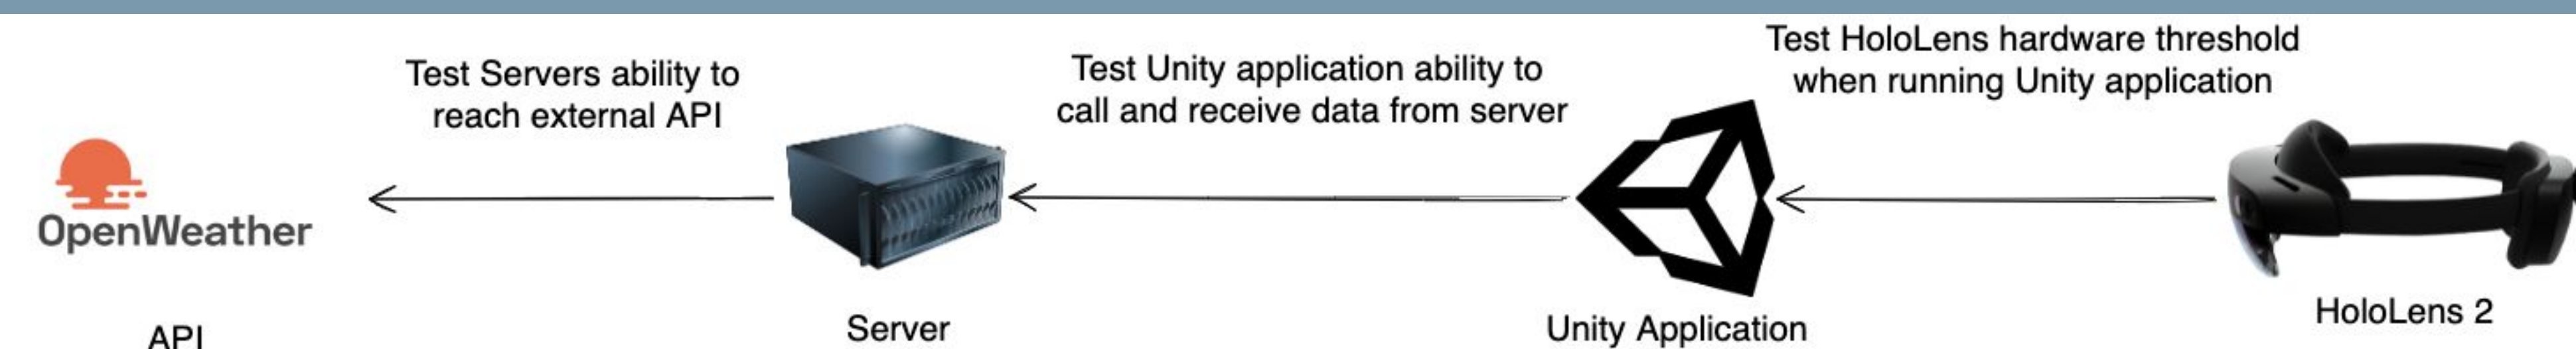 Test Servers ability to
reach external API
Test Unity application ability to
call and receive data from server
Test HoloLens hardware threshold
when running Unity application
OpenWeather
API
Server
Unity Application
HoloLens 2